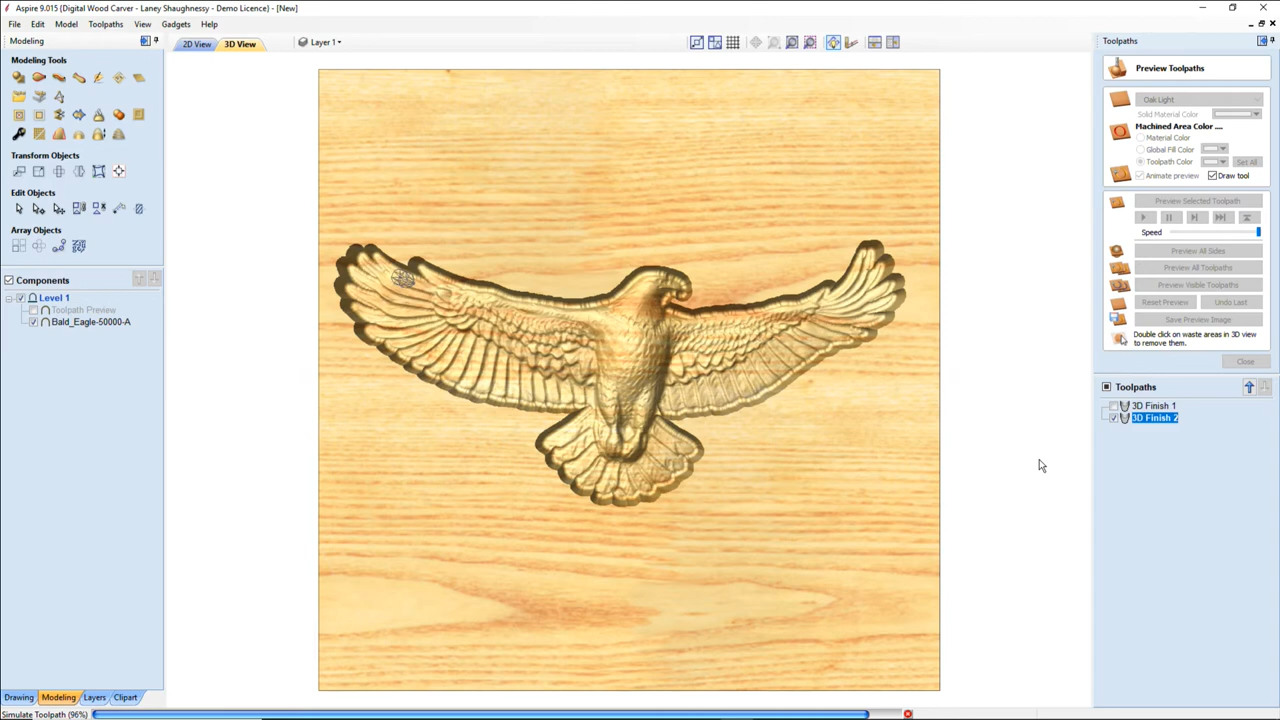 Aspire 9.015 (Digital Wood Carver - Laney Shaughnessy - Demo Licence) - [New]
File Edit Model Toolpaths View Gadgets Help
Modeling
2D View 3D View Layer 1
Toolpaths
Modeling Tools
Transform Objects
Edit Objects
Array Objects
Components
Level 1
Toolpath Preview
Bald_Eagle-50000-A
Preview Toolpaths
Oak Light
Solid Material Color
Machined Area Color ....
Material Color
Global Fill Color
Toolpath Color Set All
Animate preview Draw tool
Preview Selected Toolpath
Speed
Preview All Sides
Preview All Toolpaths
Preview Visible Toolpaths
Reset Preview Undo Last
Save Preview Image
Double click on waste areas in 3D view
to remove them.
Close
Toolpaths
3D Finish 1
3D Finish 2
Drawing Modeling Layers Clipart
Simulate Toolpath (96%)